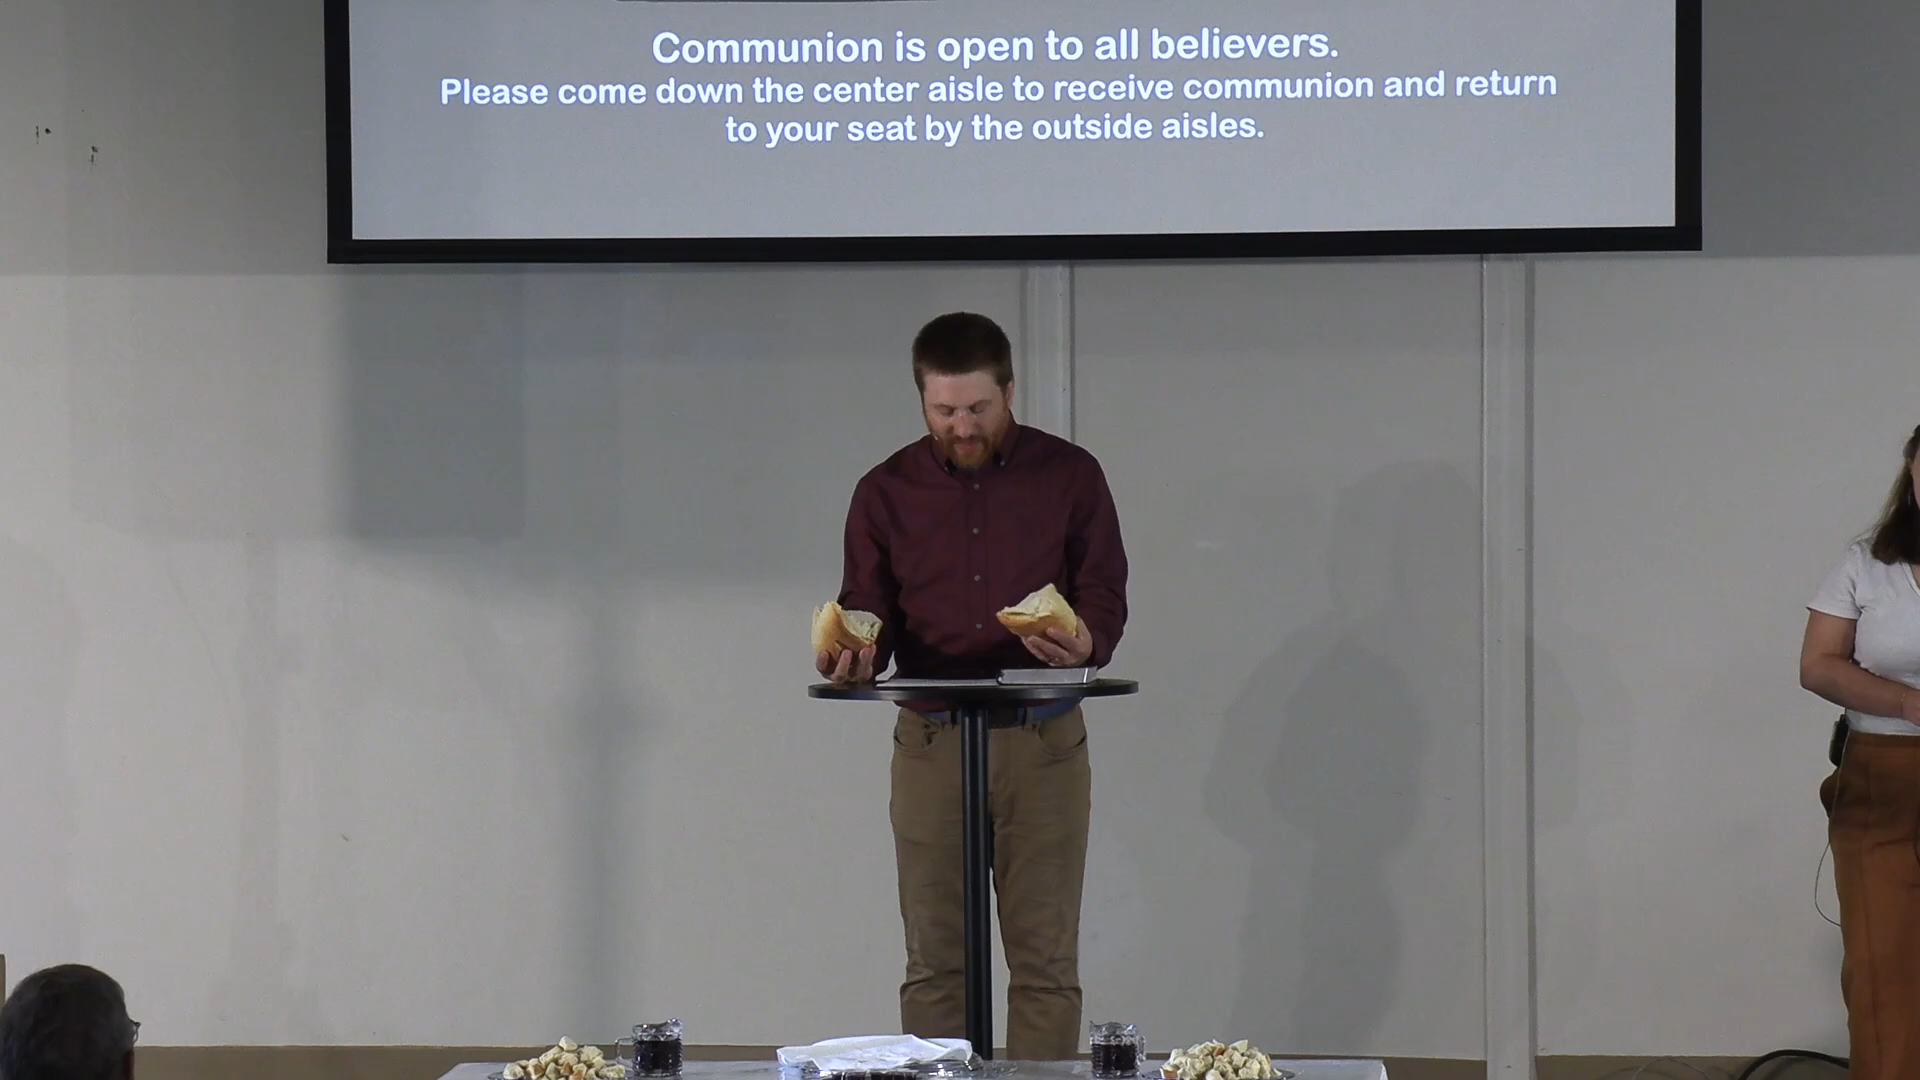 Communion is open to all believers.
Please come down the center aisle to receive communion and return
to your seat by the outside aisles.